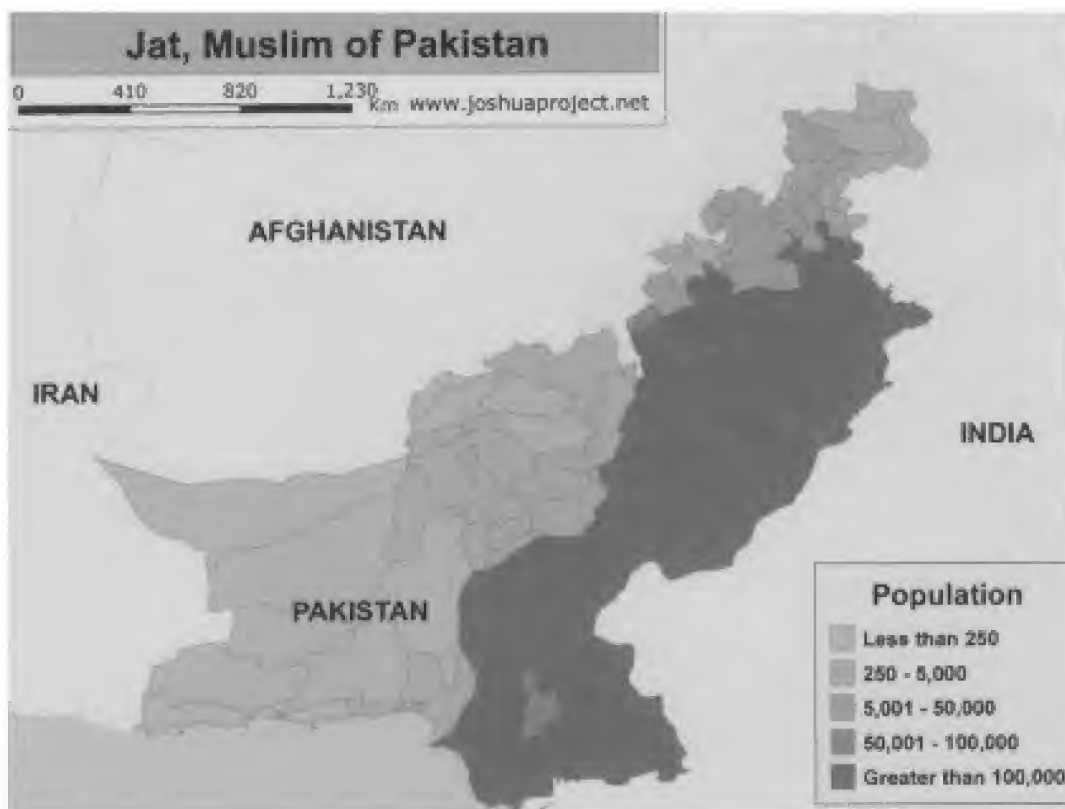 Jat, Muslim of Pakistan
0 410 820 1,230
km www.joshuaproject.net
AFGHANISTAN
IRAN
INDIA
PAKISTAN
Population
Less than 250
250 - 5,000
5,001 - 50,000
50,001 - 100,000
Greater than 100,000